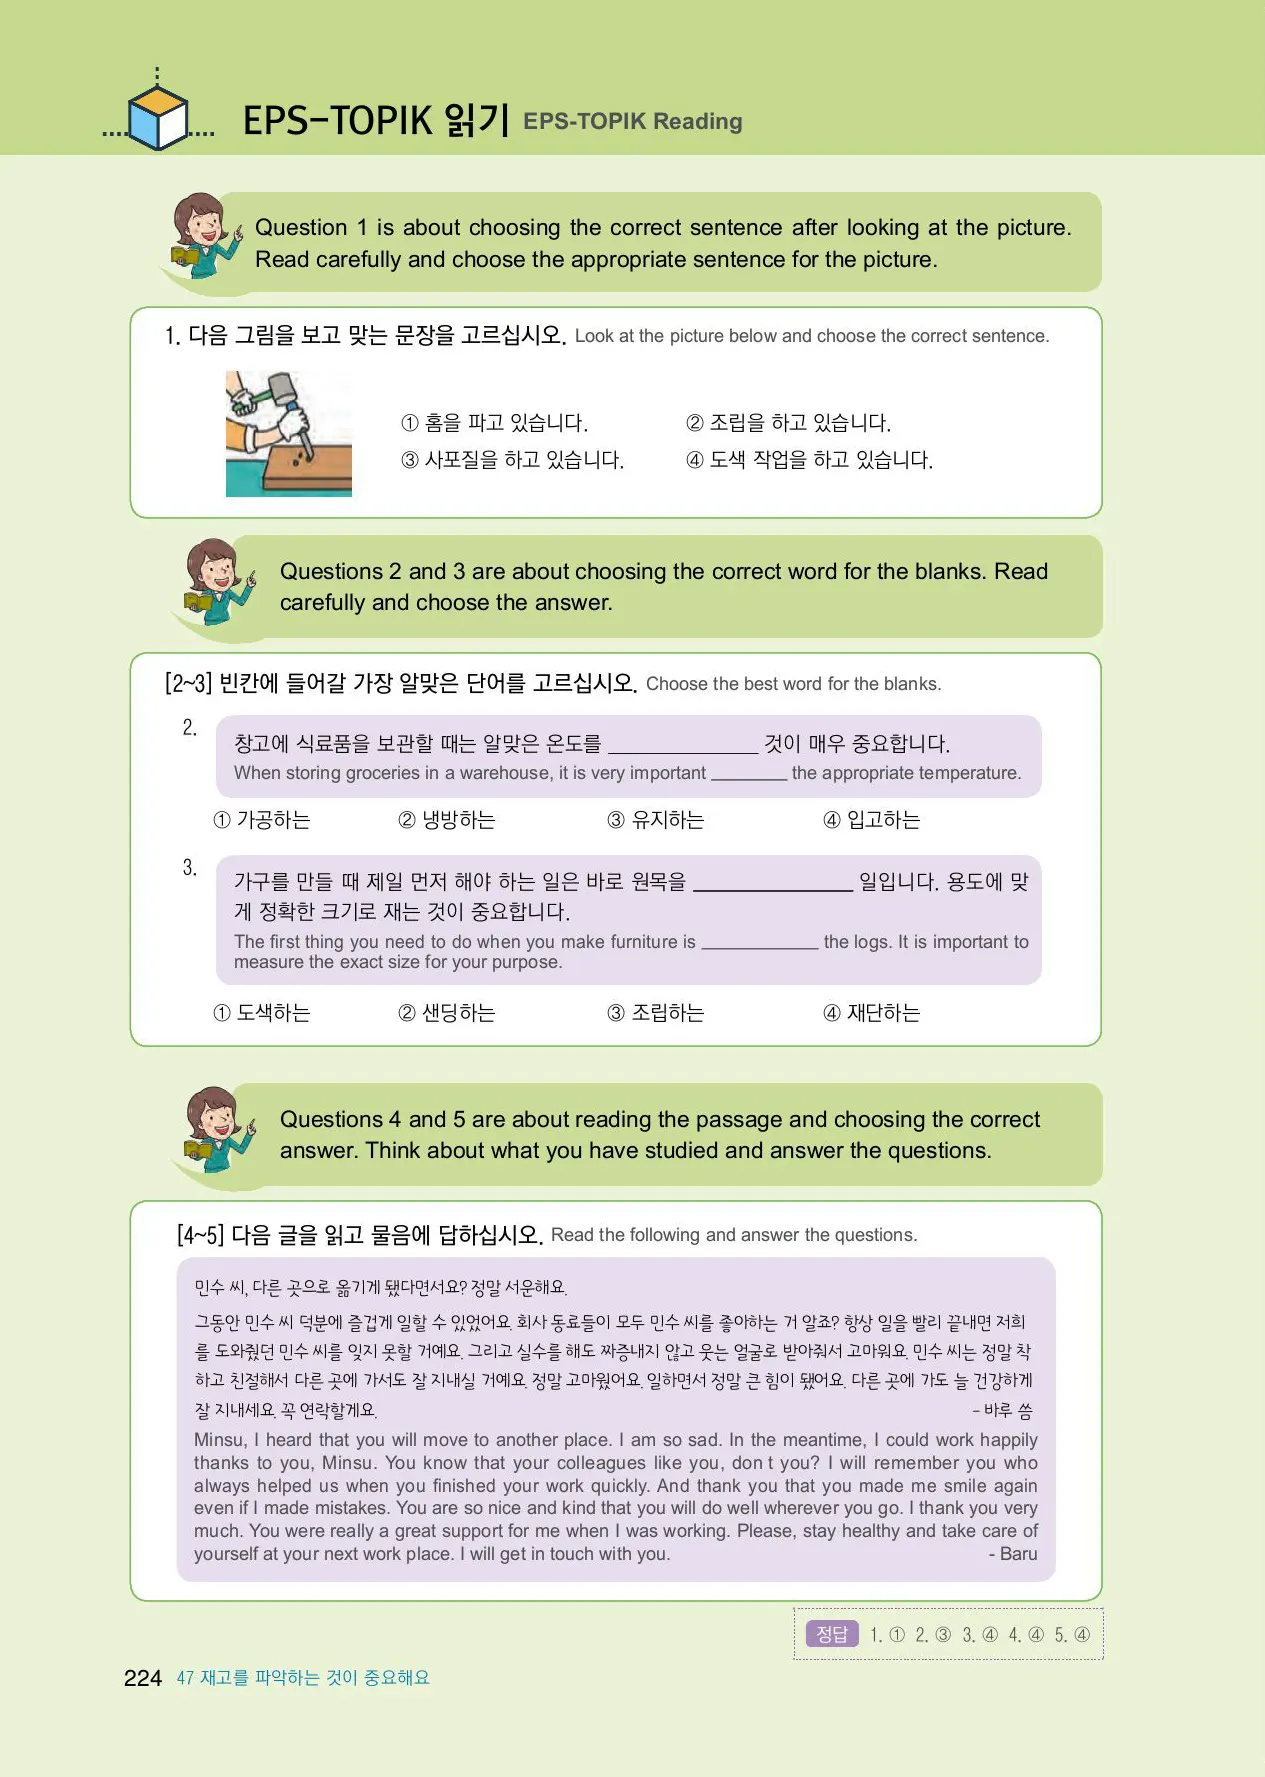 EPS-TOPIK 읽기 EPS-TOPIK Reading
Question 1 is about choosing the correct sentence after looking at the picture.
Read carefully and choose the appropriate sentence for the picture.
1. 다음 그림을 보고 맞는 문장을 고르십시오. Look at the picture below and choose the correct sentence.
① 홈을 파고 있습니다. ② 조립을 하고 있습니다.
③ 사포질을 하고 있습니다. ④ 도색 작업을 하고 있습니다.
Questions 2 and 3 are about choosing the correct word for the blanks. Read
carefully and choose the answer.
[2~3] 빈칸에 들어갈 가장 알맞은 단어를 고르십시오. Choose the best word for the blanks.
2.
창고에 식료품을 보관할 때는 알맞은 온도를 ______________ 것이 매우 중요합니다.
When storing groceries in a warehouse, it is very important ________ the appropriate temperature.
① 가공하는 ② 냉방하는 ③ 유지하는 ④ 입고하는
3.
가구를 만들 때 제일 먼저 해야 하는 일은 바로 원목을 _______________ 일입니다. 용도에 맞
게 정확한 크기로 재는 것이 중요합니다.
The first thing you need to do when you make furniture is ____________ the logs. It is important to
measure the exact size for your purpose.
① 도색하는 ② 샌딩하는 ③ 조립하는 ④ 재단하는
Questions 4 and 5 are about reading the passage and choosing the correct
answer. Think about what you have studied and answer the questions.
[4~5] 다음 글을 읽고 물음에 답하십시오. Read the following and answer the questions.
민수 씨, 다른 곳으로 옮기게 됐다면서요? 정말 서운해요.
그동안 민수 씨 덕분에 즐겁게 일할 수 있었어요. 회사 동료들이 모두 민수 씨를 좋아하는 거 알죠? 항상 일을 빨리 끝내면 저희
를 도와줬던 민수 씨를 잊지 못할 거예요. 그리고 실수를 해도 짜증내지 않고 웃는 얼굴로 받아줘서 고마워요. 민수 씨는 정말 착
하고 친절해서 다른 곳에 가서도 잘 지내실 거예요. 정말 고마웠어요. 일하면서 정말 큰 힘이 됐어요. 다른 곳에 가도 늘 건강하게
잘 지내세요. 꼭 연락할게요. - 바루 씀
Minsu, I heard that you will move to another place. I am so sad. In the meantime, I could work happily
thanks to you, Minsu. You know that your colleagues like you, don t you? I will remember you who
always helped us when you finished your work quickly. And thank you that you made me smile again
even if I made mistakes. You are so nice and kind that you will do well wherever you go. I thank you very
much. You were really a great support for me when I was working. Please, stay healthy and take care of
yourself at your next work place. I will get in touch with you. - Baru
정답 1. ① 2. ③ 3. ④ 4. ④ 5. ④
224 47 재고를 파악하는 것이 중요해요